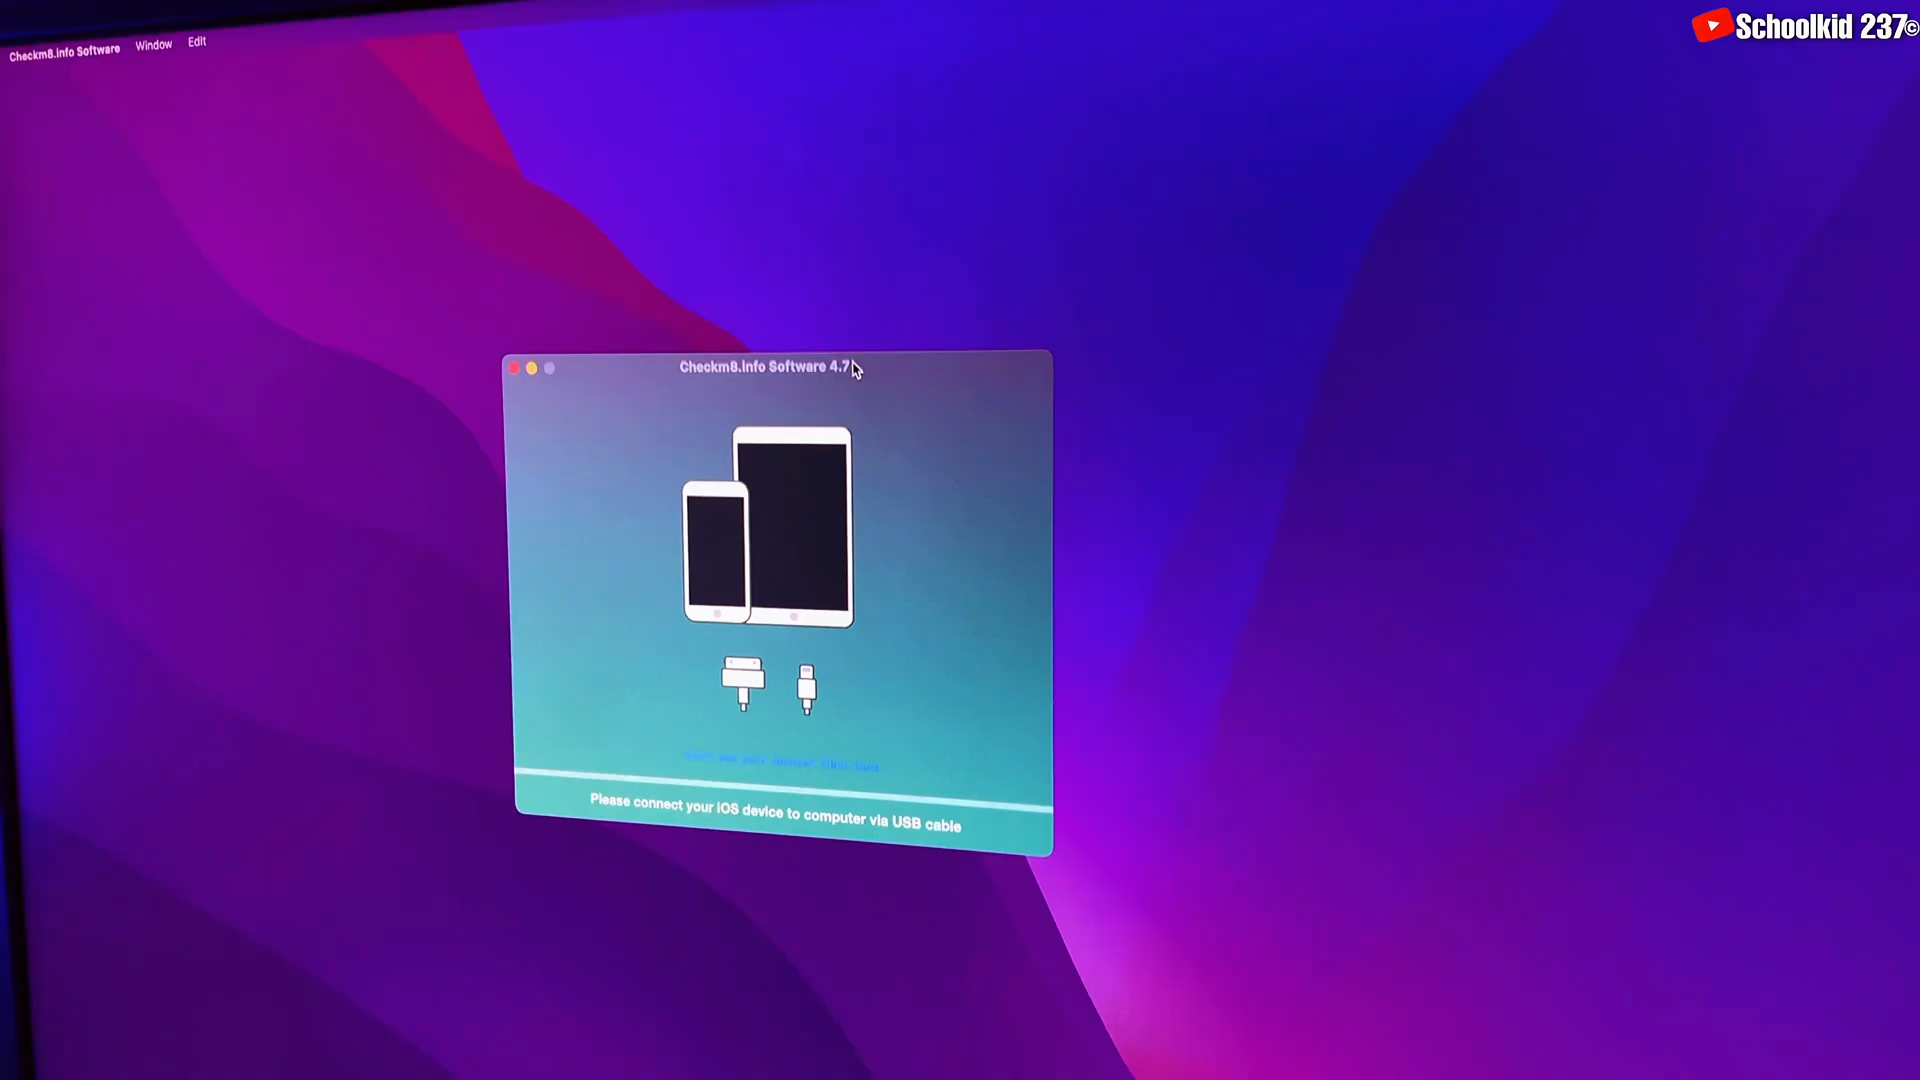 Schoolkid 237©
Checkm8.info Software Window Edit
Checkm8.info Software 4.7
Please connect your iOS device to computer via USB cable